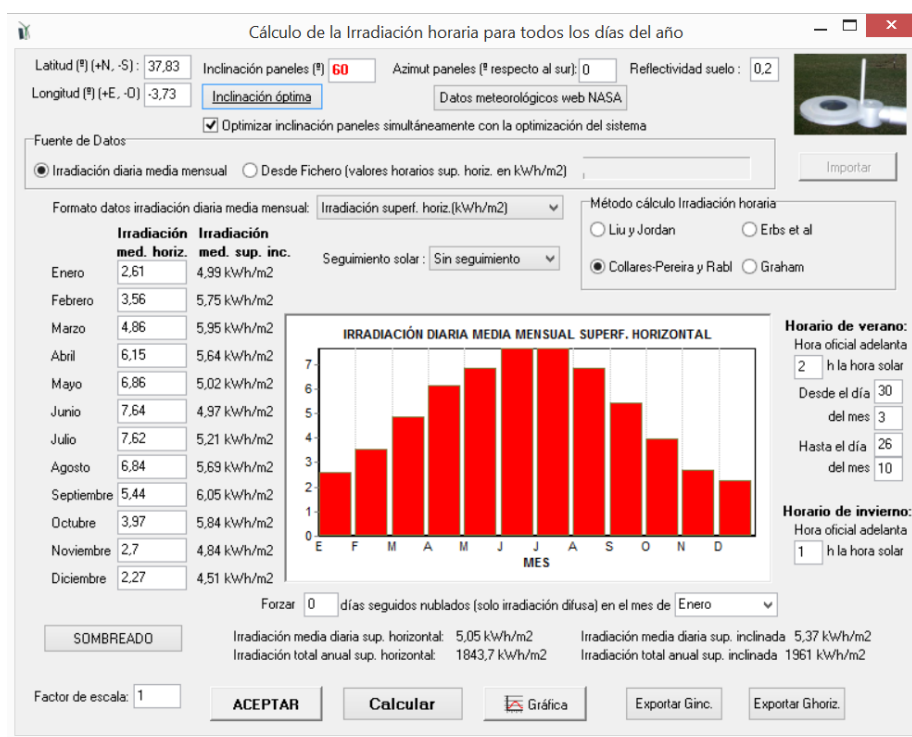 Cálculo de la Irradiación horaria para todos los días del año
Latitud (º) (+N, -S) : 37,83 Inclinación paneles (º) 60 Azimut paneles (º respecto al sur): 0 Reflectividad suelo : 0,2
Longitud (º) (+E, -O) -3,73 Inclinación óptima Datos meteorológicos web NASA
Optimizar inclinación paneles simultáneamente con la optimización del sistema
Fuente de Datos
Irradiación diaria media mensual Desde Fichero (valores horarios sup. horiz. en kWh/m2) Importar
Formato datos irradiación diaria media mensual: Irradiación superf. horiz.(kWh/m2)
Método cálculo Irradiación horaria
Liu y Jordan Erbs et al
Collares-Pereira y Rabl Graham
Seguimiento solar : Sin seguimiento
Irradiación Irradiación
med. horiz. med. sup. inc.
Enero 2,61 4,99 kWh/m2
Febrero 3,56 5,75 kWh/m2
Marzo 4,86 5,95 kWh/m2
Abril 6,15 5,64 kWh/m2
Mayo 6,86 5,02 kWh/m2
Junio 7,64 4,97 kWh/m2
Julio 7,62 5,21 kWh/m2
Agosto 6,84 5,69 kWh/m2
Septiembre 5,44 6,05 kWh/m2
Octubre 3,97 5,84 kWh/m2
Noviembre 2,7 4,84 kWh/m2
Diciembre 2,27 4,51 kWh/m2
IRRADIACIÓN DIARIA MEDIA MENSUAL SUPERF. HORIZONTAL
7
6
5
4
3
2
1
0
E F M A M J J A S O N D
MES
Horario de verano:
Hora oficial adelanta
2 h la hora solar
Desde el día 30
del mes 3
Hasta el día 26
del mes 10
Horario de invierno:
Hora oficial adelanta
1 h la hora solar
Forzar 0 días seguidos nublados (solo irradiación difusa) en el mes de Enero
SOMBREADO
Irradiación media diaria sup. horizontal: 5,05 kWh/m2 Irradiación media diaria sup. inclinada 5,37 kWh/m2
Irradiación total anual sup. horizontal: 1843,7 kWh/m2 Irradiación total anual sup. inclinada 1961 kWh/m2
Factor de escala: 1 ACEPTAR Calcular Gráfica Exportar Ginc. Exportar Ghoriz.